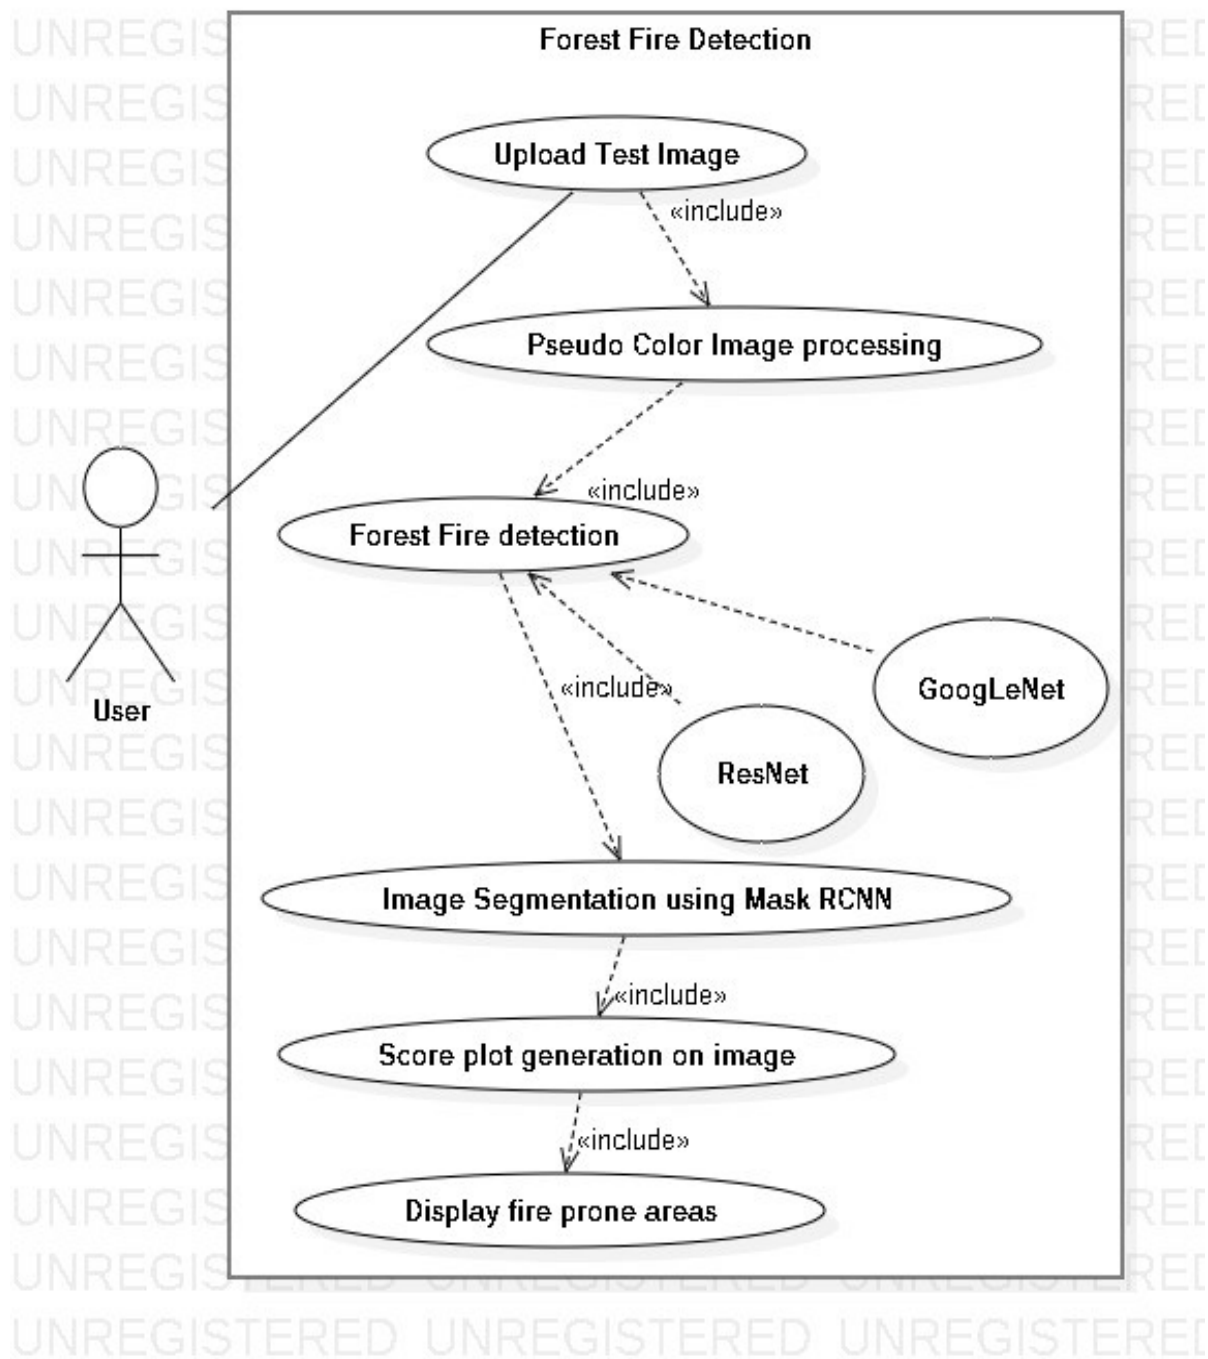 Forest Fire Detection
Upload Test Image
«include»
Pseudo Color Image processing
«include»
Forest Fire detection
«include»
GoogLeNet
ResNet
User
Image Segmentation using Mask RCNN
«include»
Score plot generation on image
«include»
Display fire prone areas
UNREGISTERED UNREGISTERED UNREGISTERED